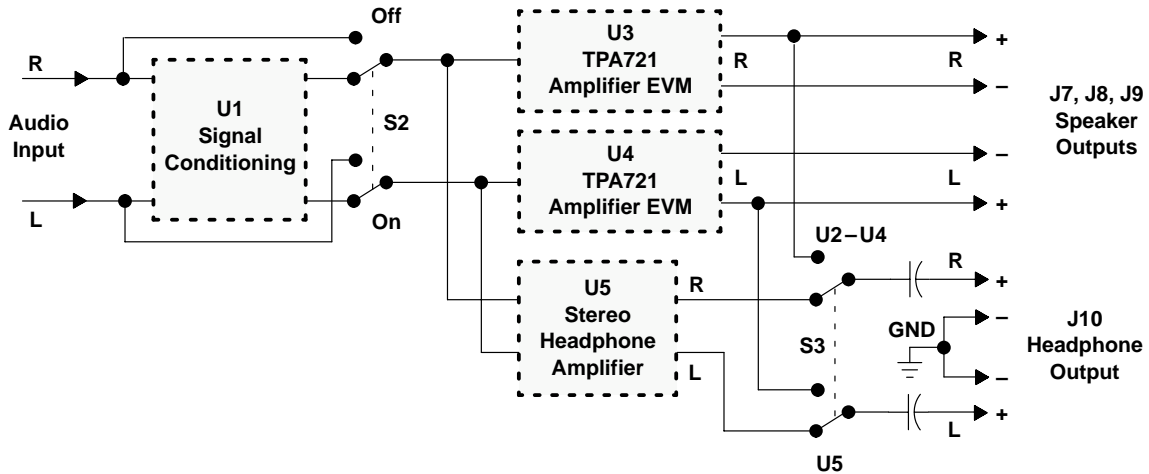 Off
R
Audio
Input
L
U1
Signal
Conditioning
S2
On
U3
TPA721
Amplifier EVM
R
R
+
–
J7, J8, J9
Speaker
Outputs
U4
TPA721
Amplifier EVM
L
–
L
+
U2–U4
U5
Stereo
Headphone
Amplifier
R
L
S3
U5
R
+
GND
–
–
J10
Headphone
Output
+
L